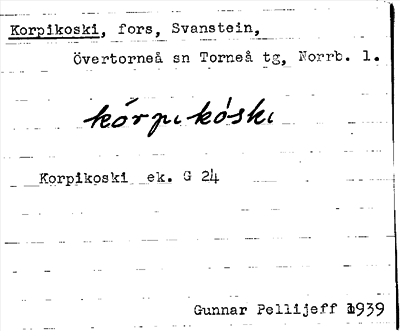 Korpikoski, fors, Svanstein,
Övertorneå sn Torneå tg, Norrb. l.
kórpikóski
Korpikoski ek. G 24
Gunnar Pellijeff 1939